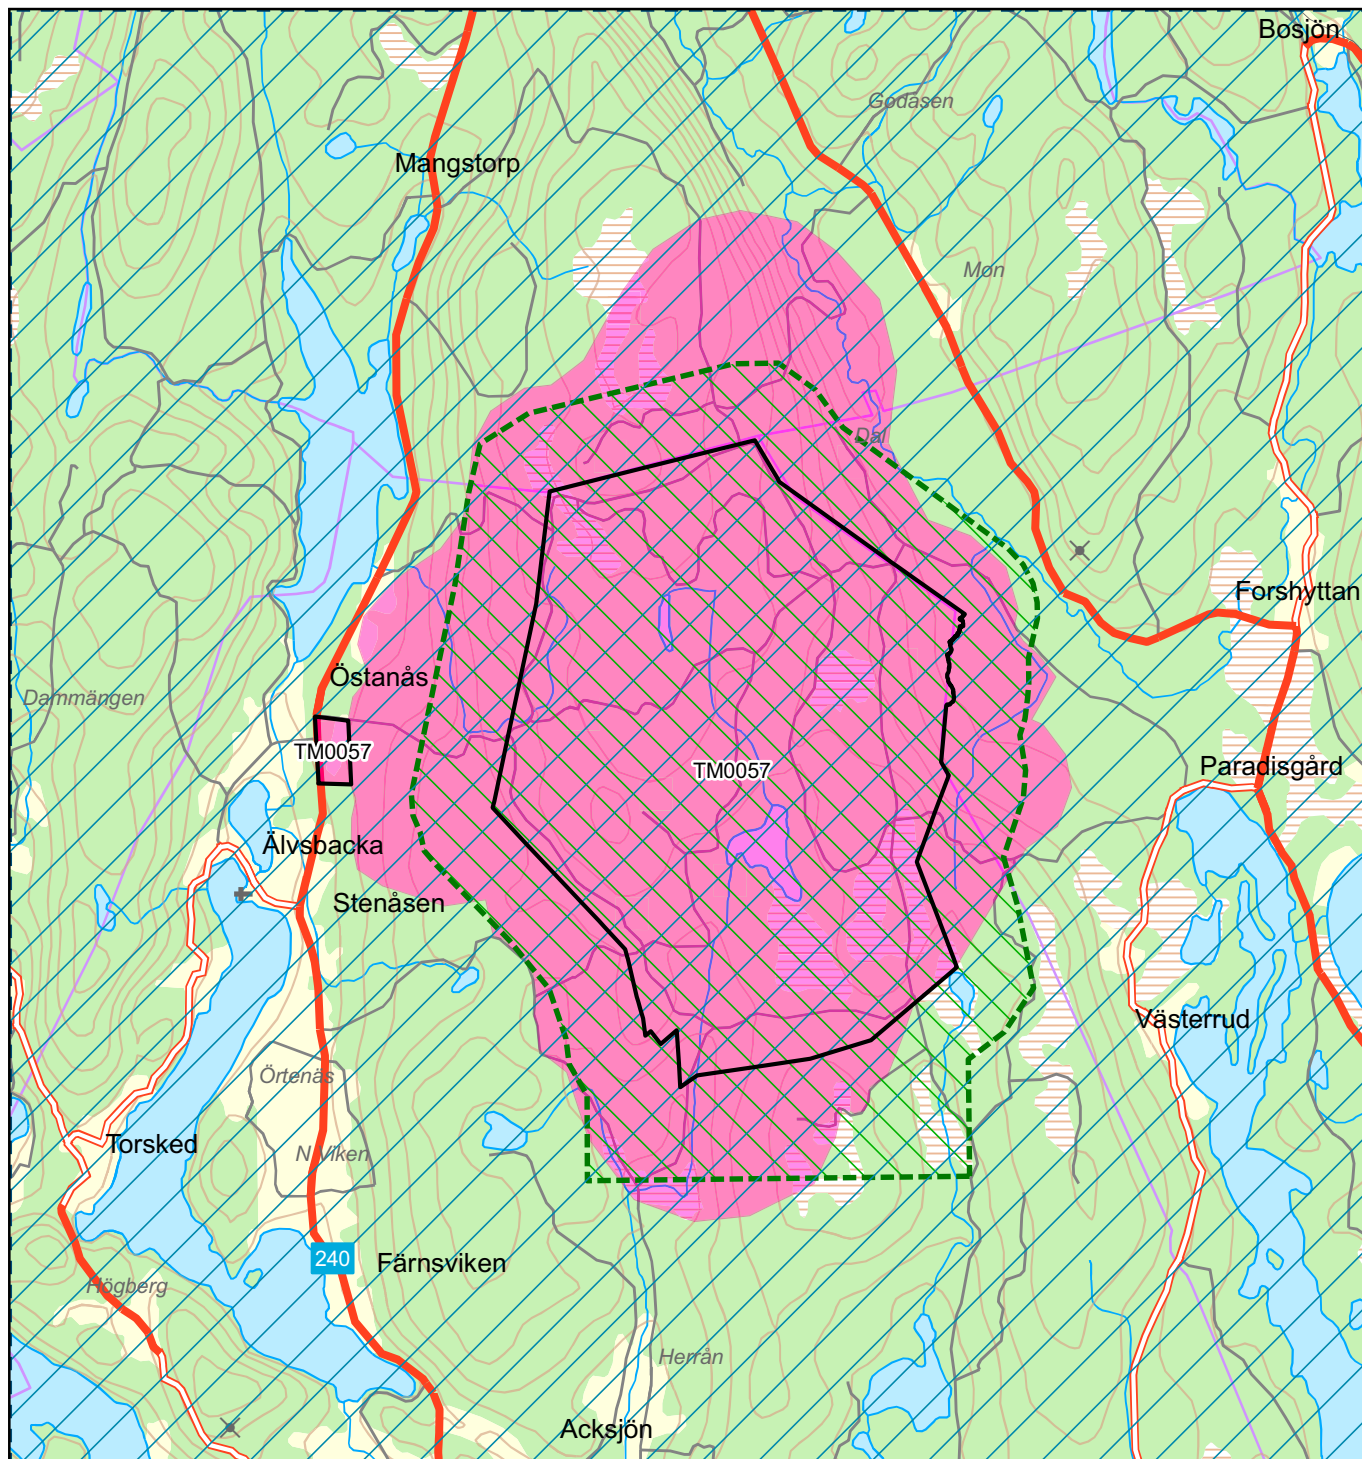 Bosjön
Godåsen
Mangstorp
Mon
Dal
Forshyttan
Östanås
Dammängen
TM0057
TM0057
Paradisgård
Älvsbacka
Stenåsen
Västerrud
Örtenäs
Torsked
N Viken
240
Färnsviken
Högberg
Herrån
Acksjön